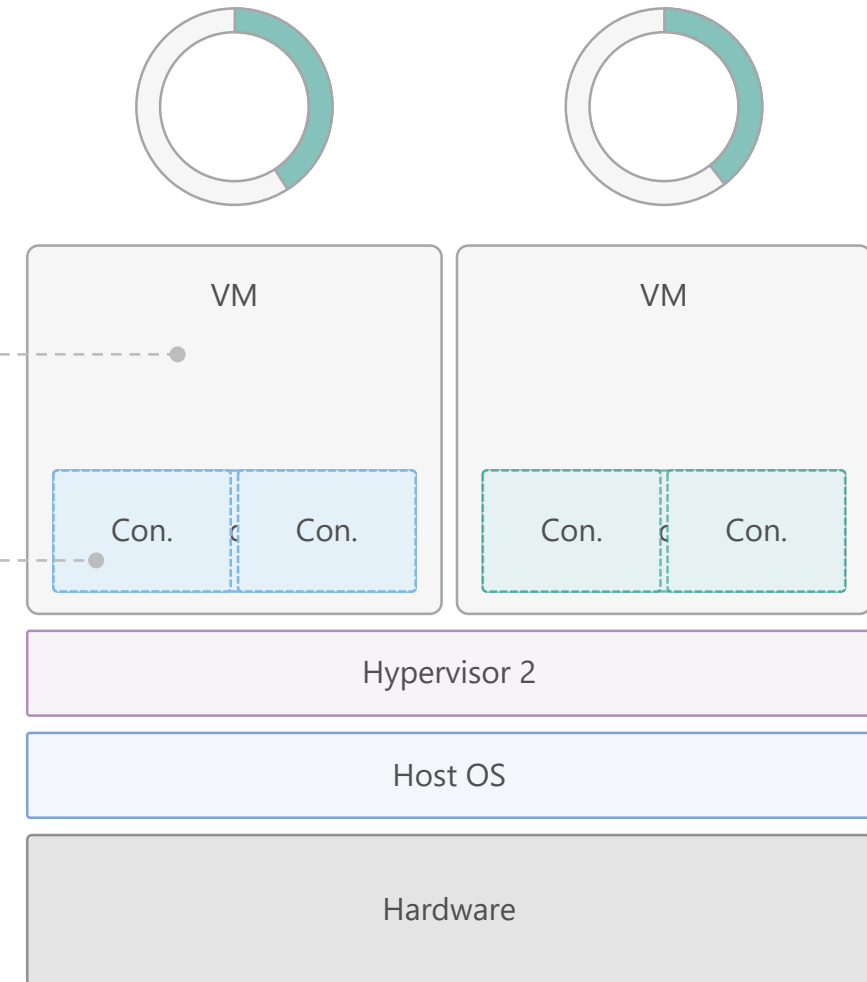 VM
VM
Con.
Con.
Con.
Con.
Hypervisor 2
Host OS
Hardware